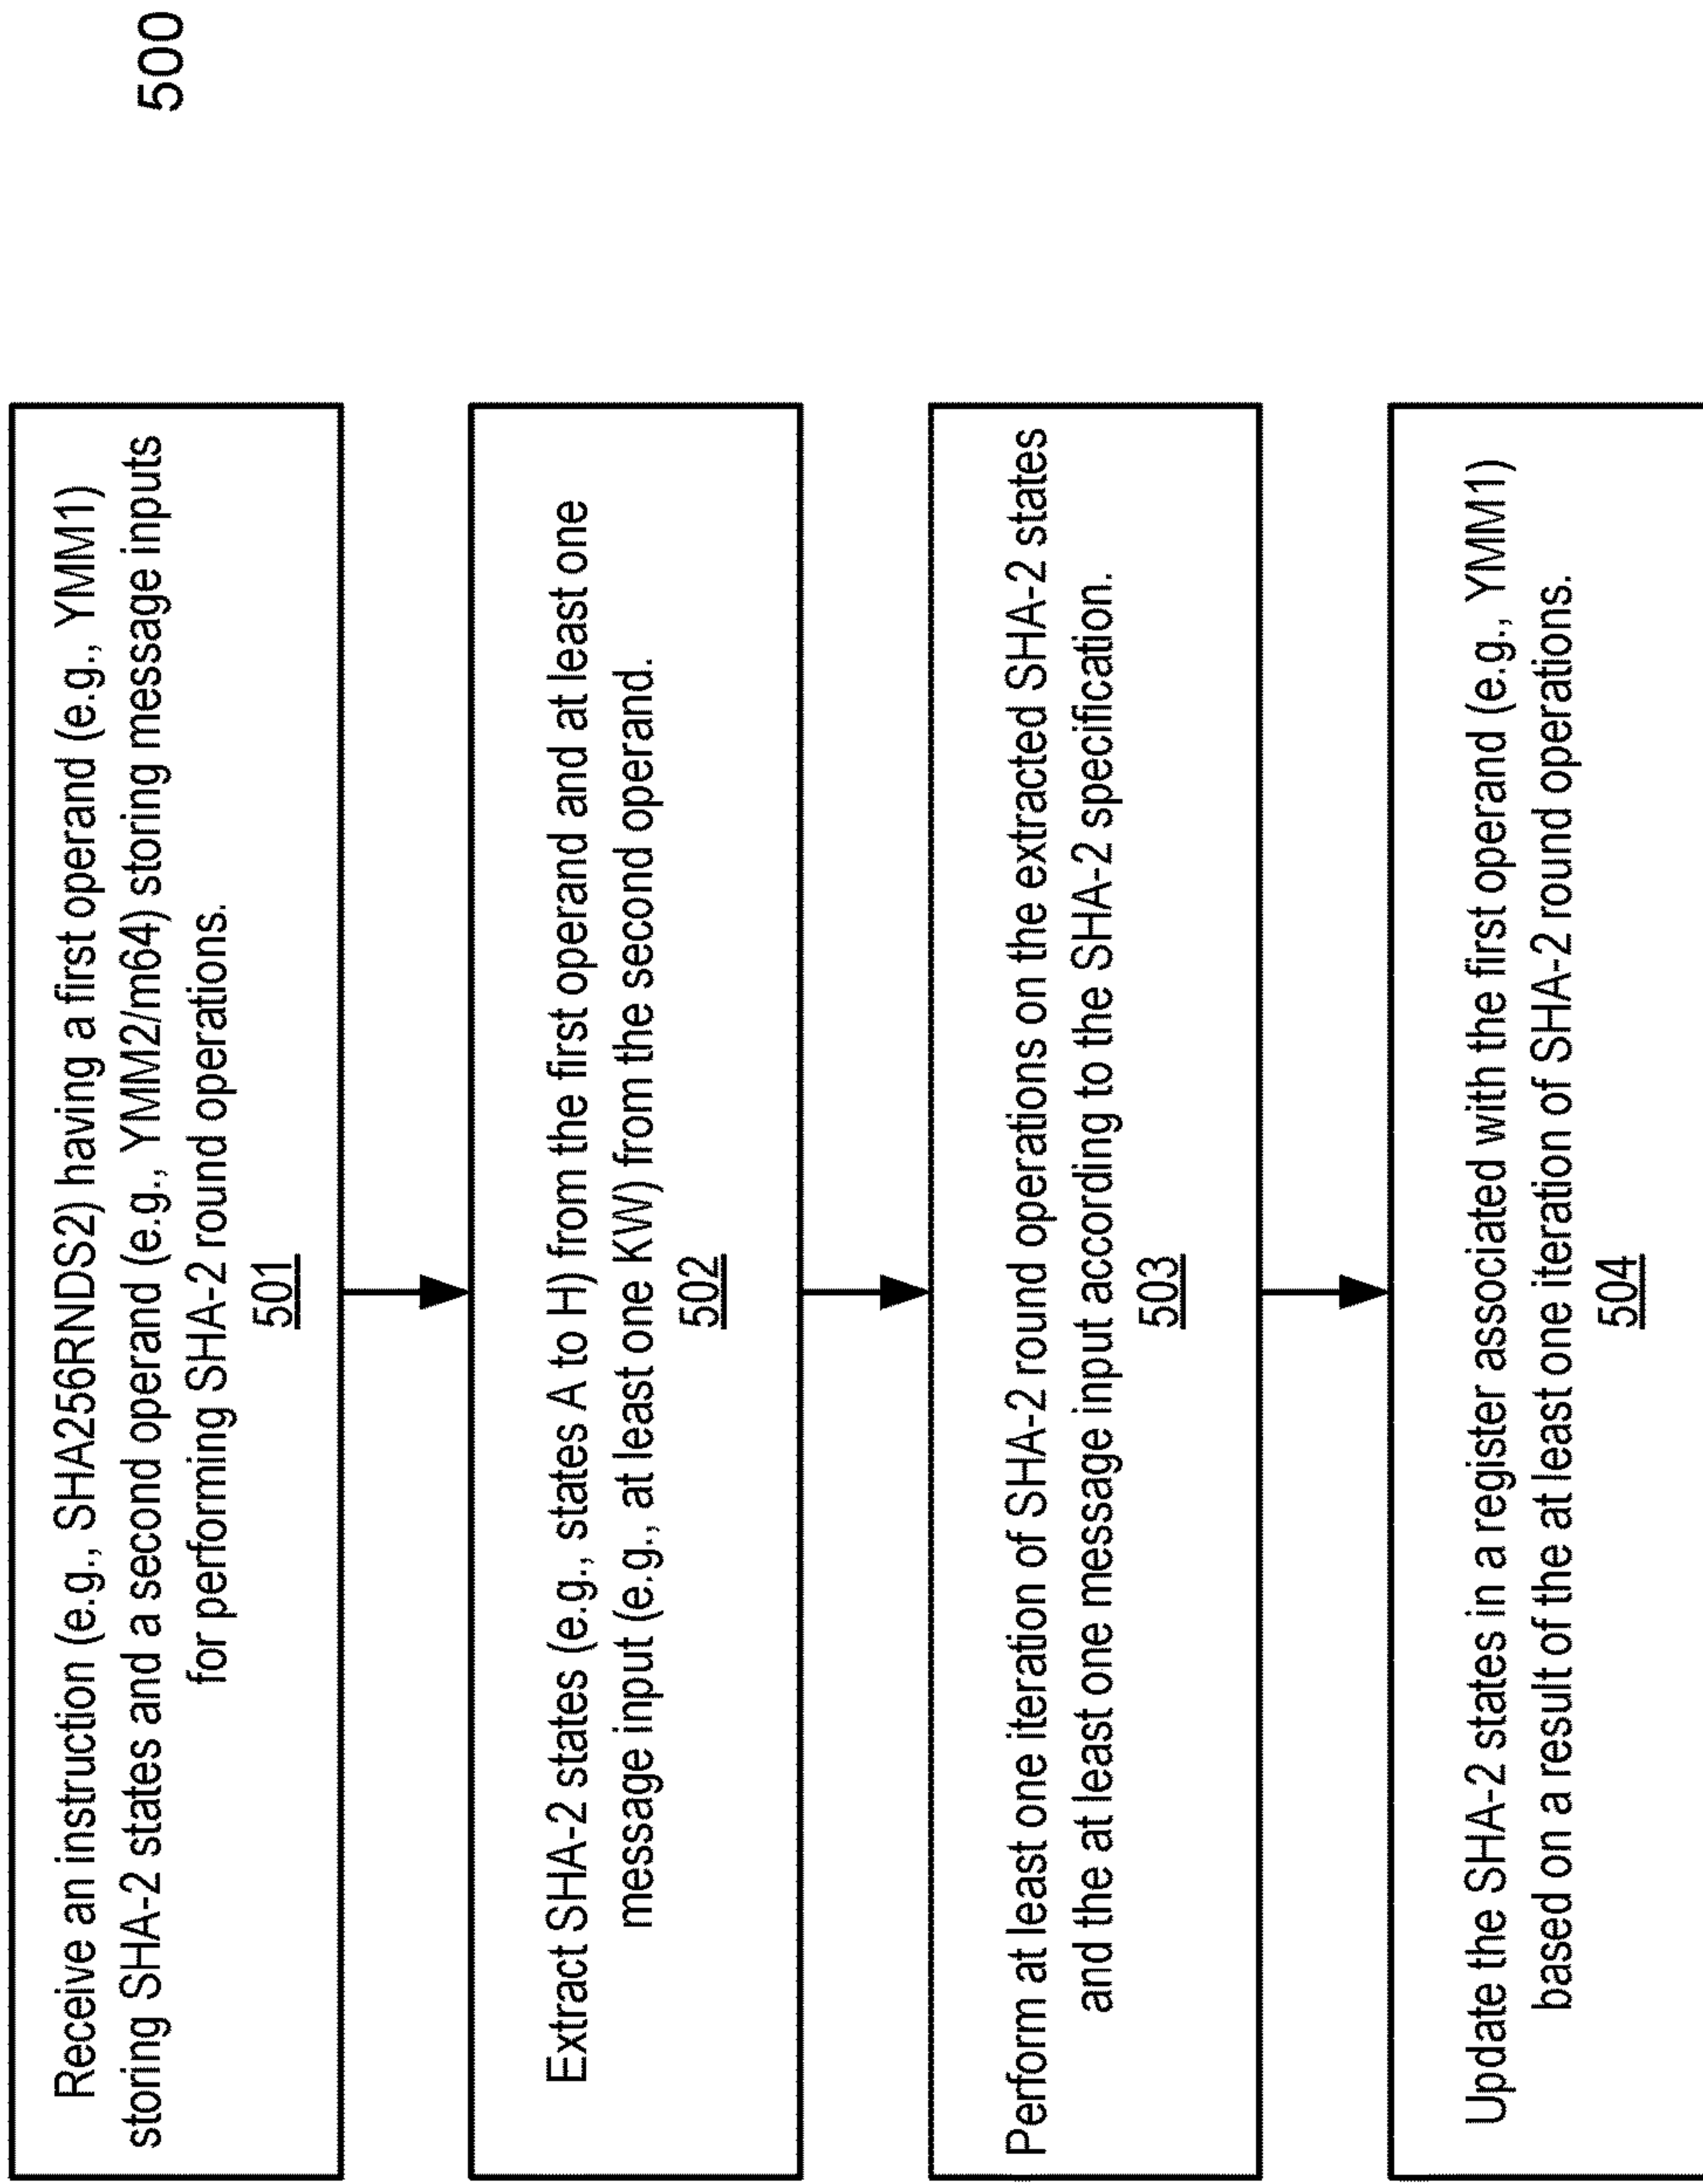 500
Receive an instruction (e.g., SHA256RNDS2) having a first operand (e.g., YMM1)
storing SHA-2 states and a second operand (e.g., YMM2/m64) storing message inputs
for performing SHA-2 round operations.
501
Extract SHA-2 states (e.g., states A to H) from the first operand and at least one
message input (e.g., at least one KW) from the second operand.
502
Perform at least one iteration of SHA-2 round operations on the extracted SHA-2 states
and the at least one message input according to the SHA-2 specification.
503
Update the SHA-2 states in a register associated with the first operand (e.g., YMM1)
based on a result of the at least one iteration of SHA-2 round operations.
504